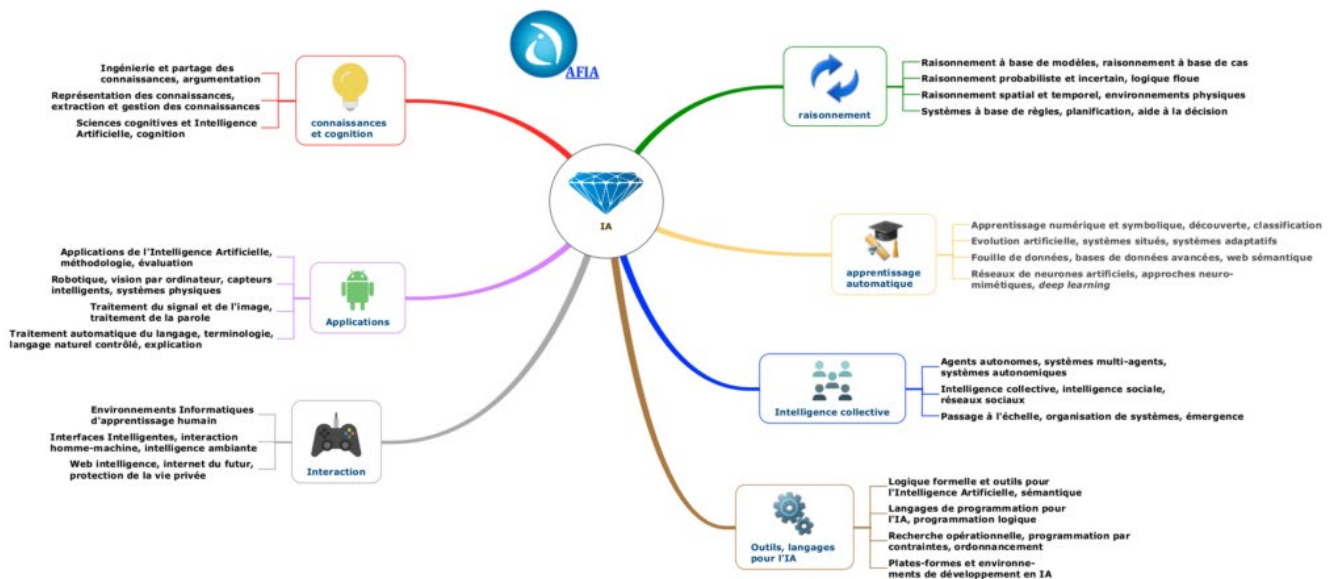 AFIA
IA
Ingénierie et partage des
connaissances, argumentation
Représentation des connaissances,
extraction et gestion des connaissances
Sciences cognitives et Intelligence
Artificielle, cognition
connaissances
et cognition
Applications de l'Intelligence Artificielle,
méthodologie, évaluation
Robotique, vision par ordinateur, capteurs
intelligents, systèmes physiques
Traitement du signal et de l'image,
traitement de la parole
Traitement automatique du langage, terminologie,
langage naturel contrôlé, explication
Applications
Environnements Informatiques
d'apprentissage humain
Interfaces Intelligentes, interaction
homme-machine, intelligence ambiante
Web intelligence, internet du futur,
protection de la vie privée
Interaction
raisonnement
Raisonnement à base de modèles, raisonnement à base de cas
Raisonnement probabiliste et incertain, logique floue
Raisonnement spatial et temporel, environnements physiques
Systèmes à base de règles, planification, aide à la décision
apprentissage
automatique
Apprentissage numérique et symbolique, découverte, classification
Evolution artificielle, systèmes situés, systèmes adaptatifs
Fouille de données, bases de données avancées, web sémantique
Réseaux de neurones artificiels, approches neuro-
mimétiques, deep learning
Intelligence collective
Agents autonomes, systèmes multi-agents,
systèmes autonomiques
Intelligence collective, intelligence sociale,
réseaux sociaux
Passage à l'échelle, organisation de systèmes, émergence
Outils, langages
pour l'IA
Logique formelle et outils pour
l'Intelligence Artificielle, sémantique
Langages de programmation pour
l'IA, programmation logique
Recherche opérationnelle, programmation par
contraintes, ordonnancement
Plates-formes et environne-
ments de développement en IA